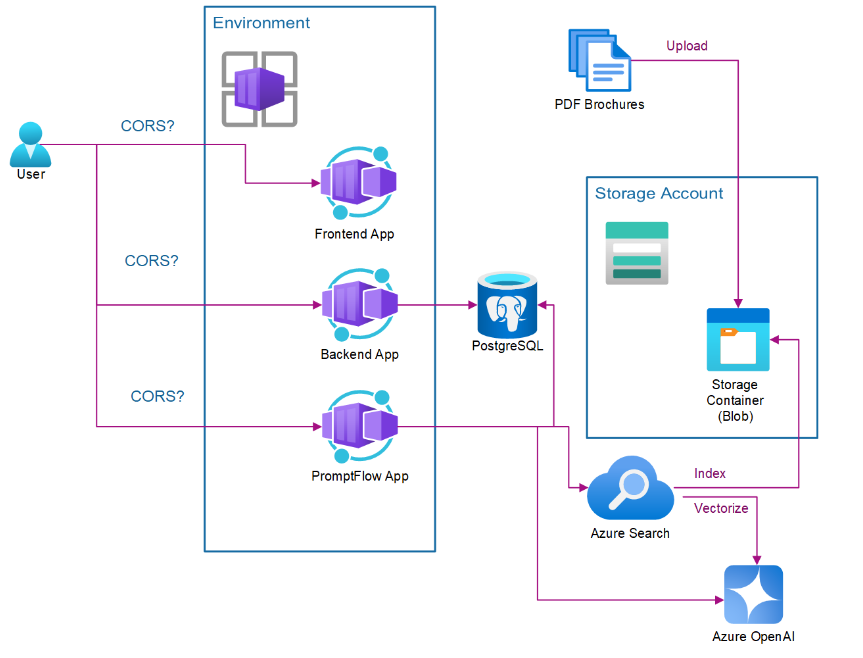 Environment
Upload
PDF Brochures
CORS?
User
Storage Account
Frontend App
CORS?
PostgreSQL
Backend App
Storage
Container
(Blob)
CORS?
PromptFlow App
Index
Vectorize
Azure Search
Azure OpenAI